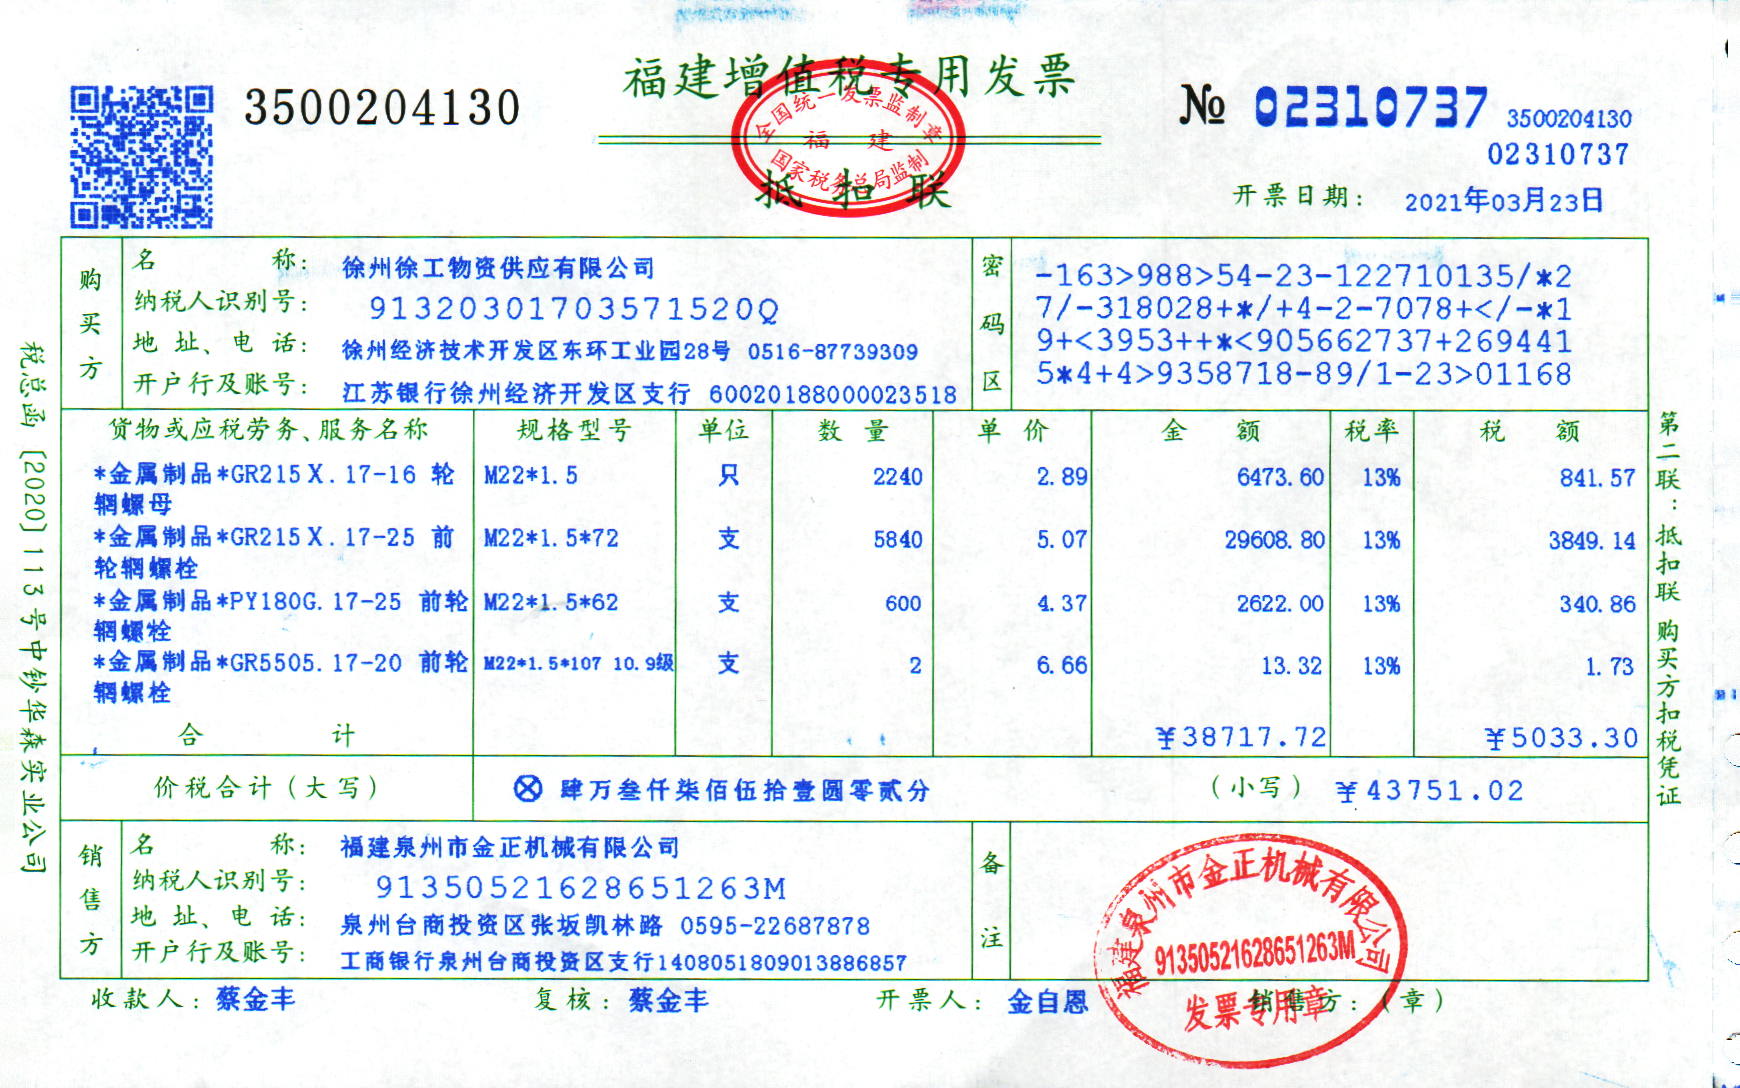 福建增值税专用发票
3500204130
№ 02310737
3500204130
02310737
全国统一发票监制章
福 建
国家税务总局监制
抵 扣 联
开票日期: 2021年03月23日
税总函〔2020〕113号中钞华森实业公司
购买方
名 称: 徐州徐工物资供应有限公司
纳税人识别号: 91320301703571520Q
地 址、电 话: 徐州经济技术开发区东环工业园28号 0516-87739309
开户行及账号: 江苏银行徐州经济开发区支行 60020188000023518
密码区
-163>988>54-23-122710135/*2
7/-318028+*/+4-2-7078+</-*1
9+<3953++*<905662737+269441
5*4+4>9358718-89/1-23>01168
货物或应税劳务、服务名称 规格型号 单位 数 量 单 价 金 额 税率 税 额
*金属制品*GR215X.17-16 轮 M22*1.5 只 2240 2.89 6473.60 13% 841.57
辋螺母
*金属制品*GR215X.17-25 前 M22*1.5*72 支 5840 5.07 29608.80 13% 3849.14
轮辋螺栓
*金属制品*PY180G.17-25 前轮 M22*1.5*62 支 600 4.37 2622.00 13% 340.86
辋螺栓
*金属制品*GR5505.17-20 前轮 M22*1.5*107 10.9级 支 2 6.66 13.32 13% 1.73
辋螺栓
合 计 ¥38717.72 ¥5033.30
价税合计(大写) ⊗ 肆万叁仟柒佰伍拾壹圆零贰分 (小写) ¥43751.02
第二联:抵扣联 购买方扣税凭证
销售方
名 称: 福建泉州市金正机械有限公司
纳税人识别号: 91350521628651263M
地 址、电 话: 泉州台商投资区张坂凯林路 0595-22687878
开户行及账号: 工商银行泉州台商投资区支行1408051809013886857
备注
福建泉州市金正机械有限公司
91350521628651263M
发票专用章
收款人: 蔡金丰 复核: 蔡金丰 开票人: 金自恩 销售方:(章)